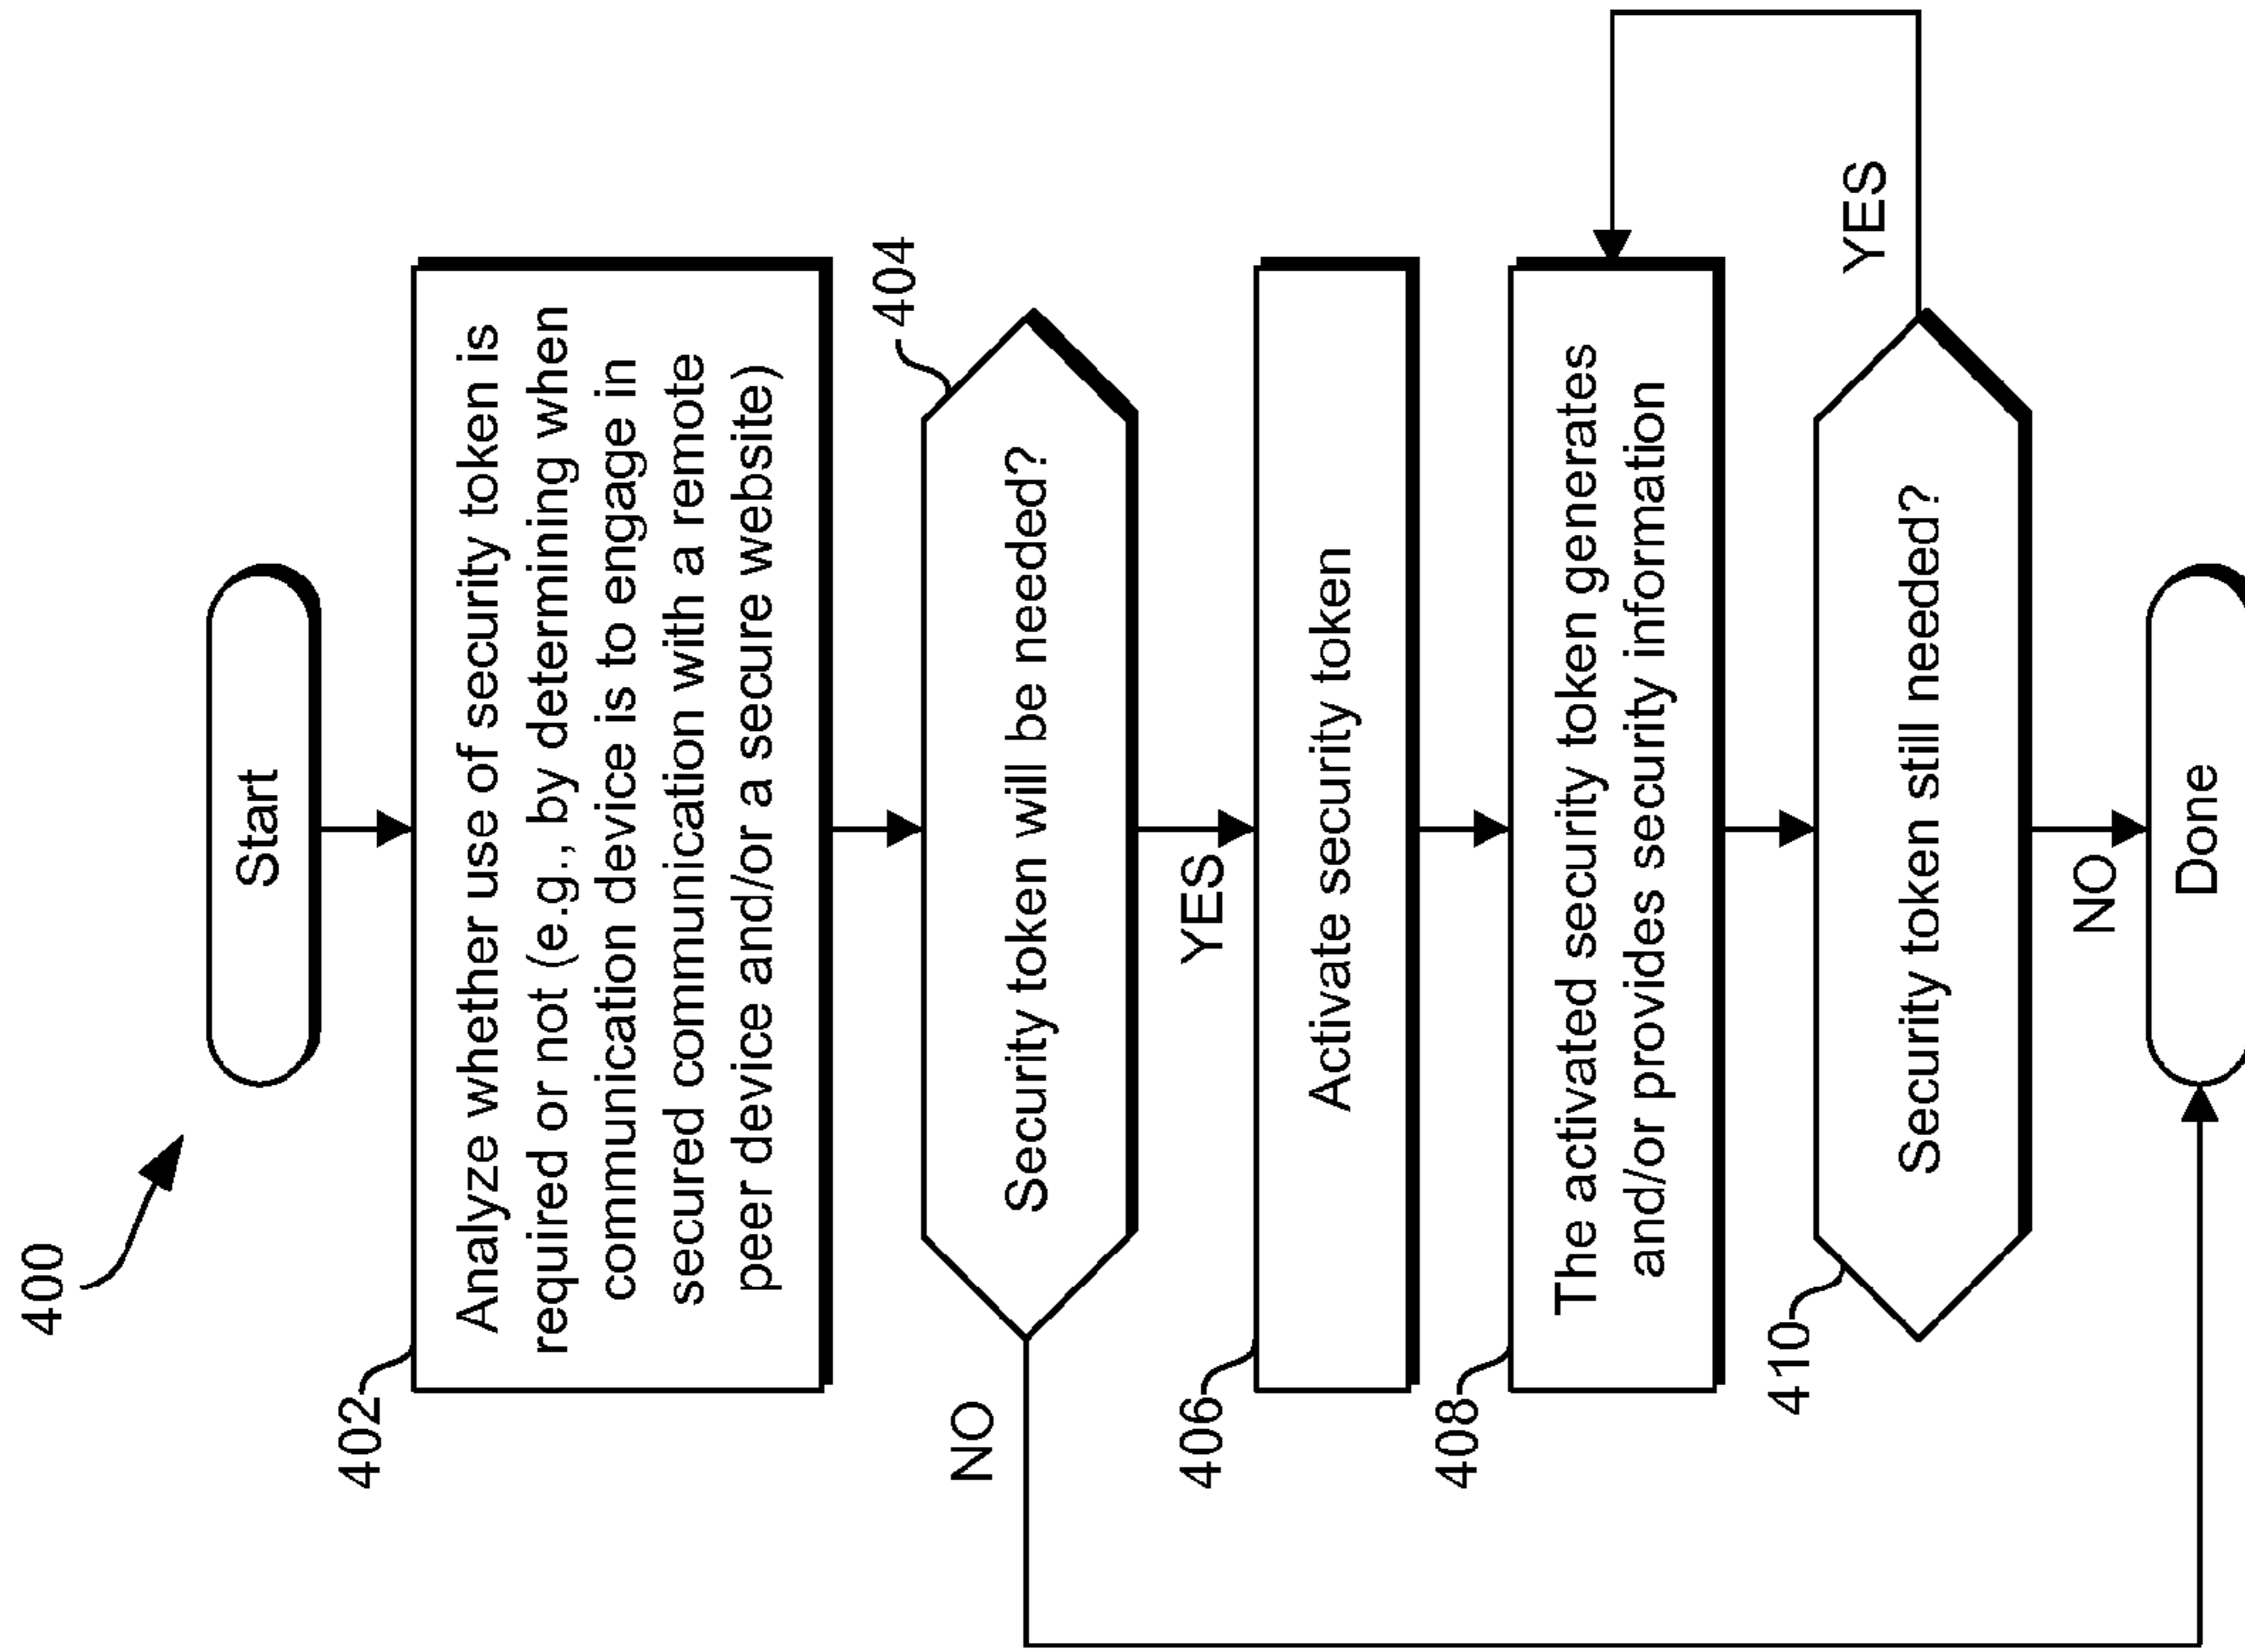 400
Start
402
Analyze whether use of security token is
required or not (e.g., by determining when
communication device is to engage in
secured communication with a remote
peer device and/or a secure website)
404
Security token will be needed?
NO
YES
406
Activate security token
408
The activated security token generates
and/or provides security information
410
Security token still needed?
YES
NO
Done